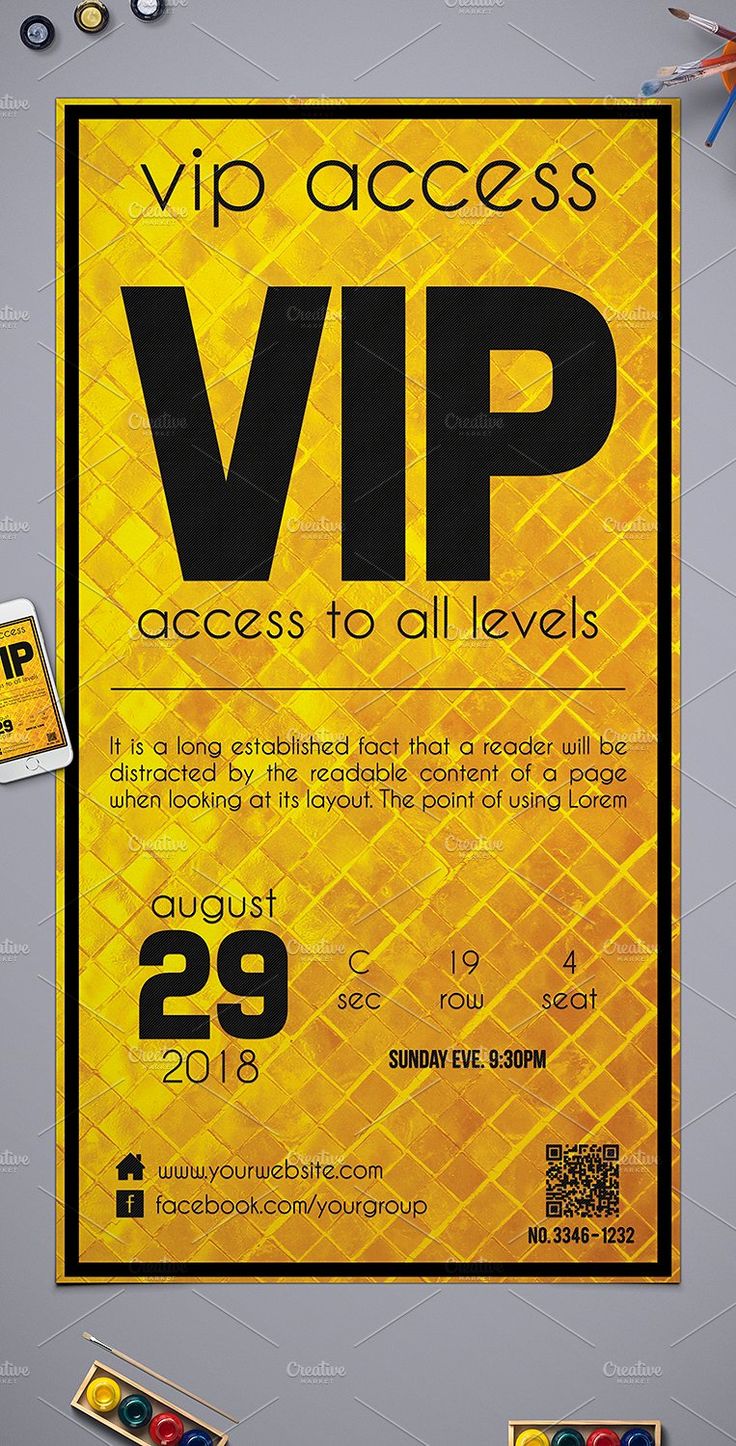 vip access
VIP
access to all levels
It is a long established fact that a reader will be
distracted by the readable content of a page
when looking at its layout. The point of using Lorem
august
29
2018
C 19 4
sec row seat
SUNDAY EVE. 9:30PM
www.yourwebsite.com
f facebook.com/yourgroup
NO. 3346-1232
Creative
MARKET